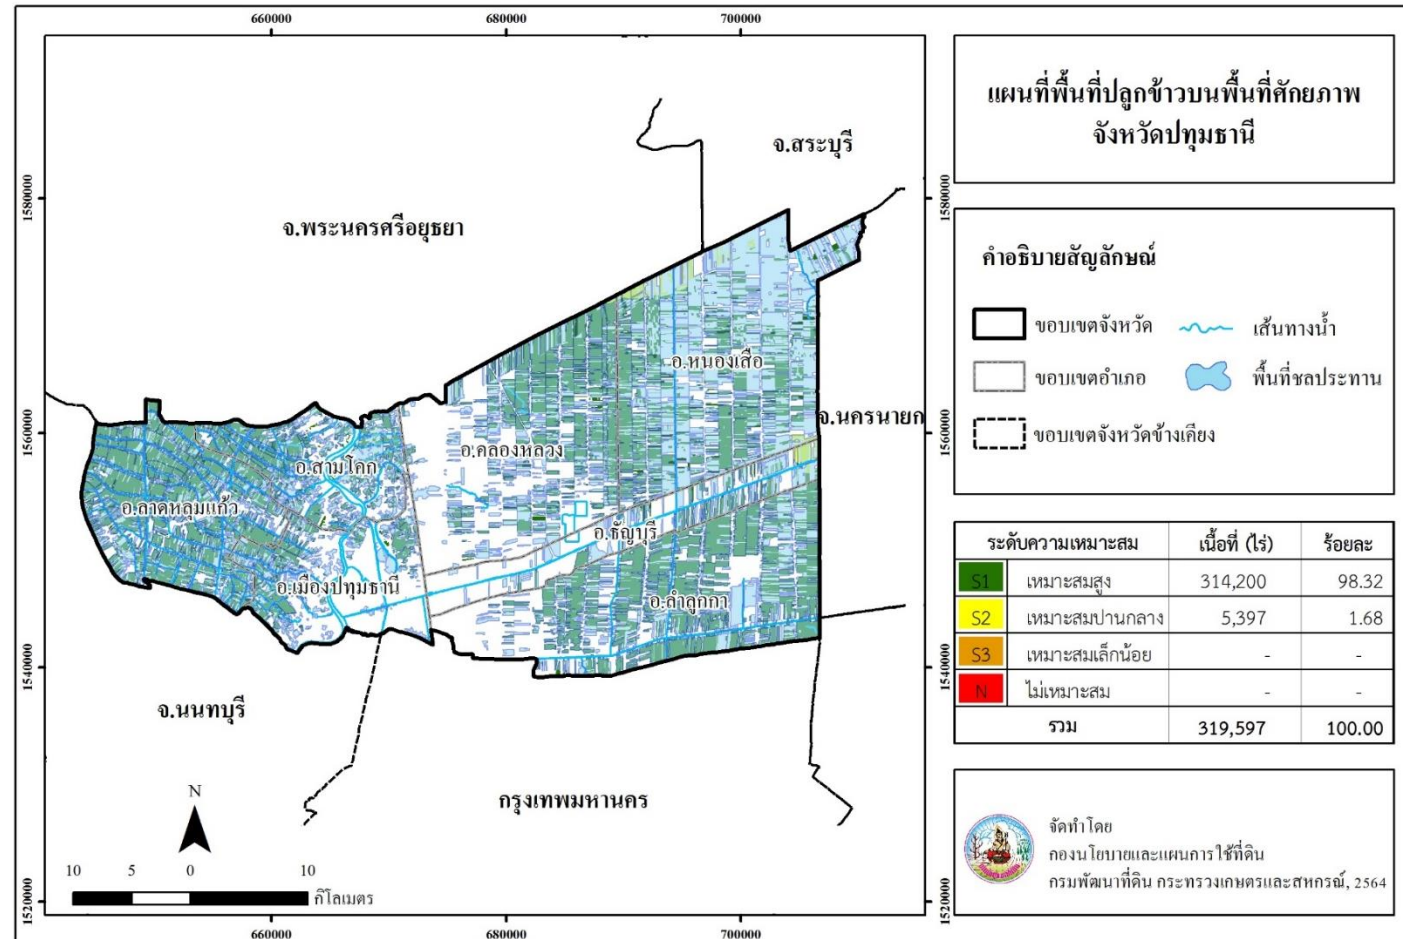 แผนที่พื้นที่ปลูกข้าวบนพื้นที่ศักยภาพ
จังหวัดปทุมธานี
660000 680000 700000
1580000 1580000
1560000 1560000
1540000 1540000
1520000 1520000
660000 680000 700000
จ.สระบุรี
จ.พระนครศรีอยุธยา
อ.หนองเสือ
จ.นครนายก
อ.คลองหลวง
อ.สามโคก
อ.ลาดหลุมแก้ว
อ.ธัญบุรี
อ.เมืองปทุมธานี
อ.ลำลูกกา
จ.นนทบุรี
กรุงเทพมหานคร
N
10 5 0 10
กิโลเมตร
คำอธิบายสัญลักษณ์
ขอบเขตจังหวัด เส้นทางน้ำ
ขอบเขตอำเภอ พื้นที่ชลประทาน
ขอบเขตจังหวัดข้างเคียง
ระดับความเหมาะสม เนื้อที่ (ไร่) ร้อยละ
S1 เหมาะสมสูง 314,200 98.32
S2 เหมาะสมปานกลาง 5,397 1.68
S3 เหมาะสมเล็กน้อย - -
N ไม่เหมาะสม - -
รวม 319,597 100.00
จัดทำโดย
กองนโยบายและแผนการใช้ที่ดิน
กรมพัฒนาที่ดิน กระทรวงเกษตรและสหกรณ์, 2564